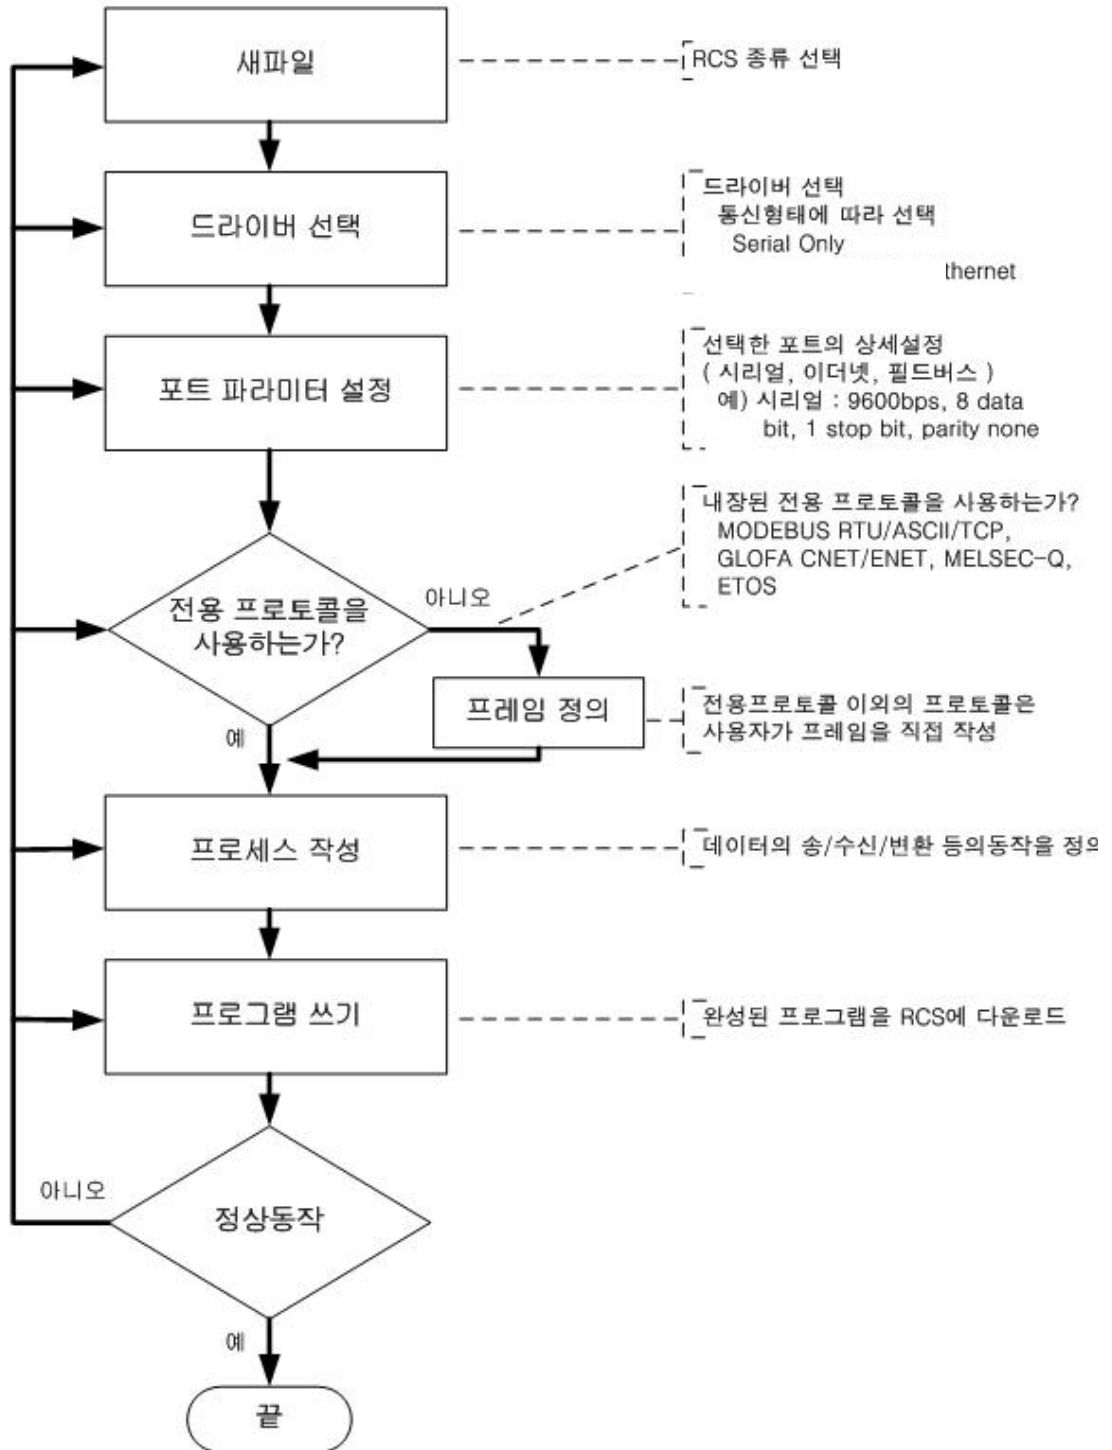 새파일
RCS 종류 선택
드라이버 선택
드라이버 선택
통신형태에 따라 선택
Serial Only
thernet
포트 파라미터 설정
선택한 포트의 상세설정
( 시리얼, 이더넷, 필드버스 )
예) 시리얼 : 9600bps, 8 data
bit, 1 stop bit, parity none
내장된 전용 프로토콜을 사용하는가?
MODEBUS RTU/ASCII/TCP,
GLOFA CNET/ENET, MELSEC-Q,
ETOS
전용 프로토콜을
사용하는가?
아니오
프레임 정의
전용프로토콜 이외의 프로토콜은
사용자가 프레임을 직접 작성
예
프로세스 작성
데이터의 송/수신/변환 등의동작을 정의
프로그램 쓰기
완성된 프로그램을 RCS에 다운로드
아니오
정상동작
예
끝